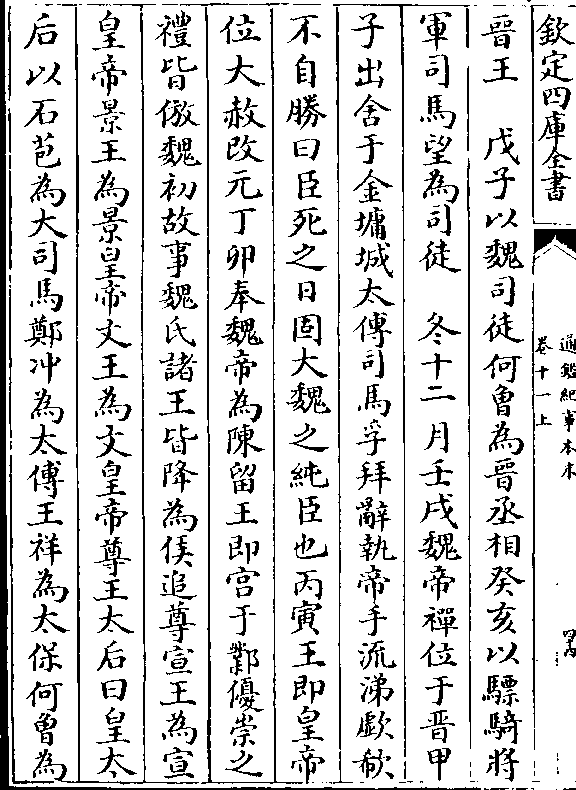 欽定四庫全書
通鑑紀事本末
卷十一上
晉王　戊子以魏司徒何曾為晉丞相癸亥以驃騎將
軍司馬望為司徒　冬十二月壬戌魏帝禪位于晉甲
子出舍于金墉城太傅司馬孚拜辭執帝手流涕歔欷
不自勝曰臣死之日固大魏之純臣也丙寅王即皇帝
位大赦改元丁卯奉魏帝為陳留王即宫于鄴優崇之
禮皆倣魏初故事魏氏諸王皆降為侯追尊宣王為宣
皇帝景王為景皇帝文王為文皇帝尊王太后曰皇太
后以石苞為大司馬鄭沖為太傅王祥為太保何曾為